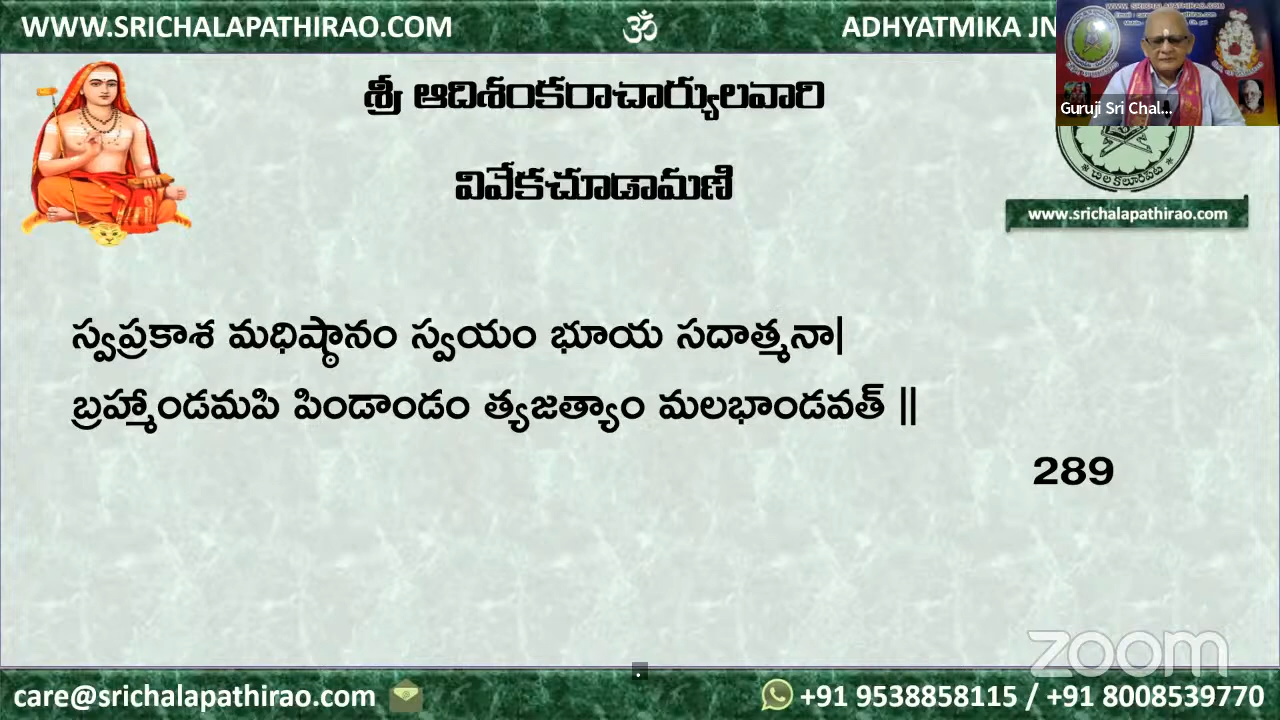 WWW.SRICHALAPATHIRAO.COM
ॐ
ADHYATMIKA JN
Guruji Sri Chal...
శ్రీ ఆదిశంకరాచార్యులవారి
వివేకచూడామణి
www.srichalapathirao.com
స్వప్రకాశ మధిష్ఠానం స్వయం భూయ సదాత్మనా|
బ్రహ్మాండమపి పిండాండం త్యజత్యాం మలభాండవత్ ||
289
zoom
care@srichalapathirao.com
+91 9538858115 / +91 8008539770